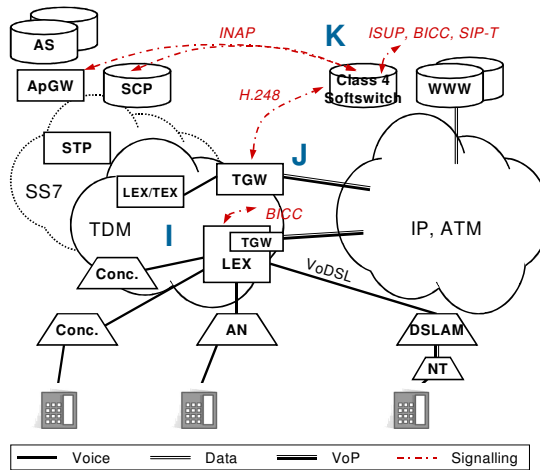 AS
INAP
K
ISUP, BICC, SIP-T
ApGW
SCP
Class 4
Softswitch
WWW
H.248
STP
J
SS7
LEX/TEX
TGW
TDM
I
BICC
IP, ATM
TGW
LEX
Conc.
VoDSL
Conc.
AN
DSLAM
NT
Voice
Data
VoP
Signalling